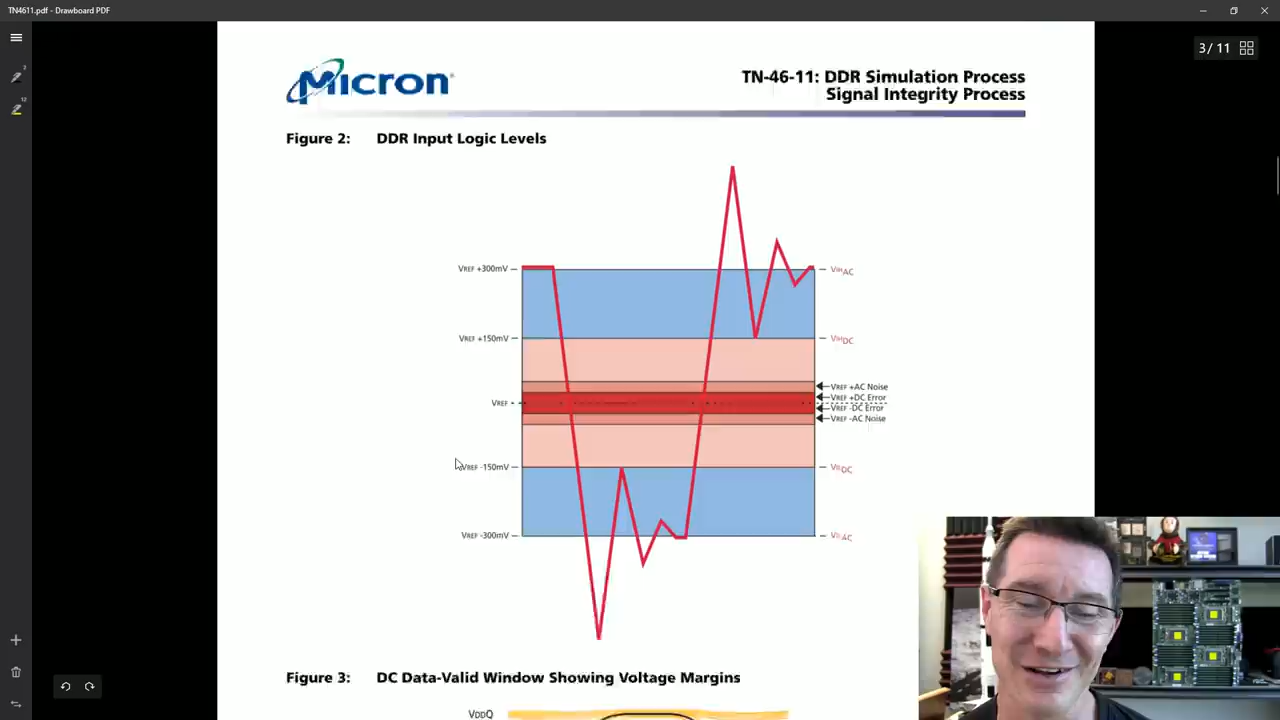 TN4611.pdf - Drawboard PDF
3 / 11
Micron
TN-46-11: DDR Simulation Process
Signal Integrity Process
Figure 2: DDR Input Logic Levels
VREF +300mV
VIHAC
VREF +150mV
VIHDC
VREF +AC Noise
VREF +DC Error
VREF
VREF -DC Error
VREF -AC Noise
VREF -150mV
VILDC
VREF -300mV
VILAC
Figure 3: DC Data-Valid Window Showing Voltage Margins
VDDQ